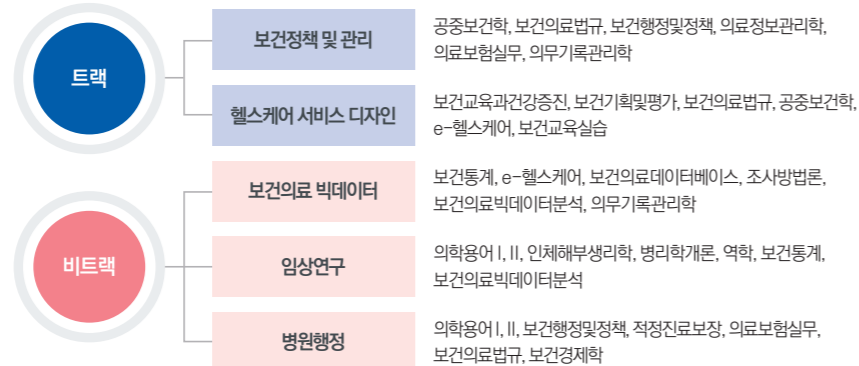 트랙
보건정책 및 관리
공중보건학, 보건의료법규, 보건행정및정책, 의료정보관리학,
의료보험실무, 의무기록관리학
헬스케어 서비스 디자인
보건교육과건강증진, 보건기획및평가, 보건의료법규, 공중보건학,
e-헬스케어, 보건교육실습
비트랙
보건의료 빅데이터
보건통계, e-헬스케어, 보건의료데이터베이스, 조사방법론,
보건의료빅데이터분석, 의무기록관리학
임상연구
의학용어 I, II, 인체해부생리학, 병리학개론, 역학, 보건통계,
보건의료빅데이터분석
병원행정
의학용어 I, II, 보건행정및정책, 적정진료보장, 의료보험실무,
보건의료법규, 보건경제학